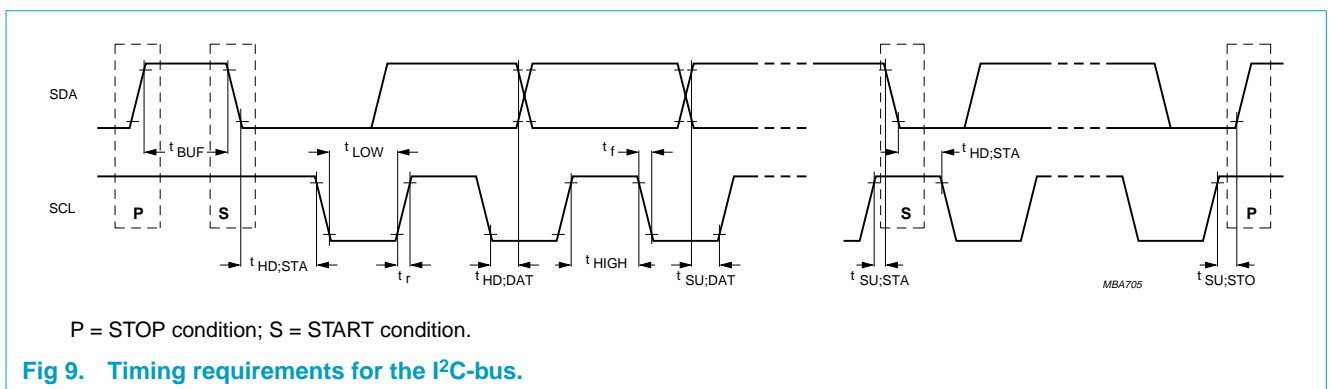 SDA
t BUF
t LOW
t f
t HD;STA
SCL
P
S
S
P
t HD;STA
t r
t HD;DAT
t HIGH
t SU;DAT
t SU;STA
MBA705
t SU;STO
P = STOP condition; S = START condition.
Fig 9. Timing requirements for the I²C-bus.